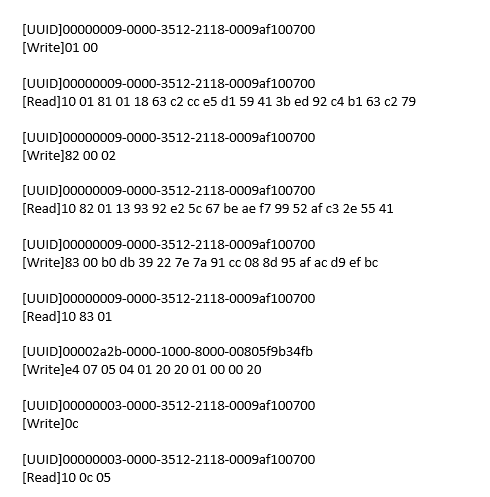 [UUID]00000009-0000-3512-2118-0009af100700
[Write]01 00
[UUID]00000009-0000-3512-2118-0009af100700
[Read]10 01 81 01 18 63 c2 cc e5 d1 59 41 3b ed 92 c4 b1 63 c2 79
[UUID]00000009-0000-3512-2118-0009af100700
[Write]82 00 02
[UUID]00000009-0000-3512-2118-0009af100700
[Read]10 82 01 13 93 92 e2 5c 67 be ae f7 99 52 af c3 2e 55 41
[UUID]00000009-0000-3512-2118-0009af100700
[Write]83 00 b0 db 39 22 7e 7a 91 cc 08 8d 95 af ac d9 ef bc
[UUID]00000009-0000-3512-2118-0009af100700
[Read]10 83 01
[UUID]00002a2b-0000-1000-8000-00805f9b34fb
[Write]e4 07 05 04 01 20 20 01 00 00 20
[UUID]00000003-0000-3512-2118-0009af100700
[Write]0c
[UUID]00000003-0000-3512-2118-0009af100700
[Read]10 0c 05